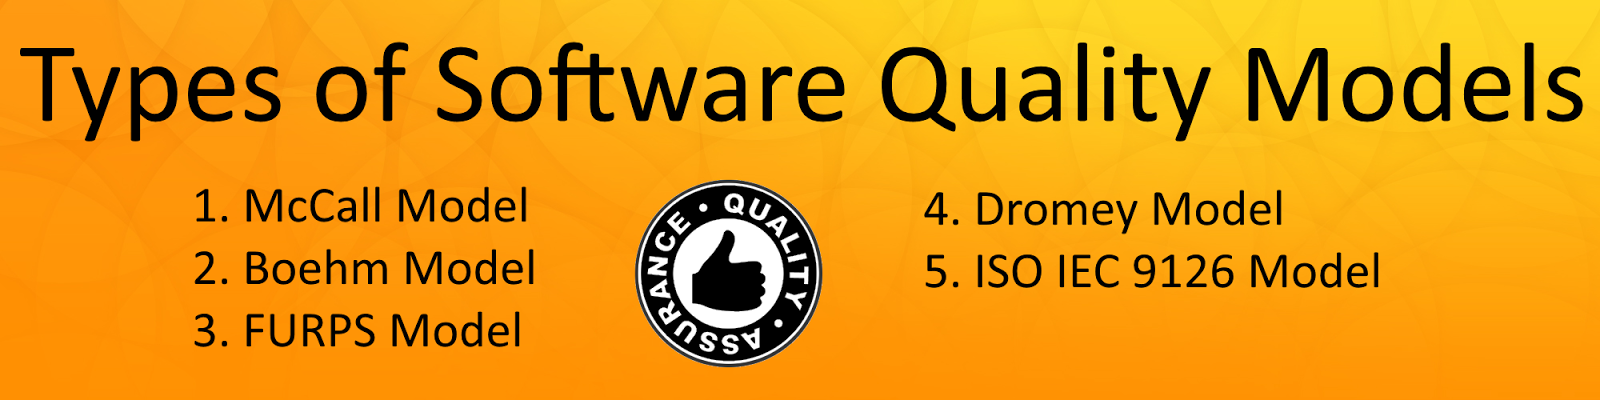 Types of Software Quality Models
1. McCall Model
2. Boehm Model
3. FURPS Model
QUALITY • ASSURANCE •
4. Dromey Model
5. ISO IEC 9126 Model